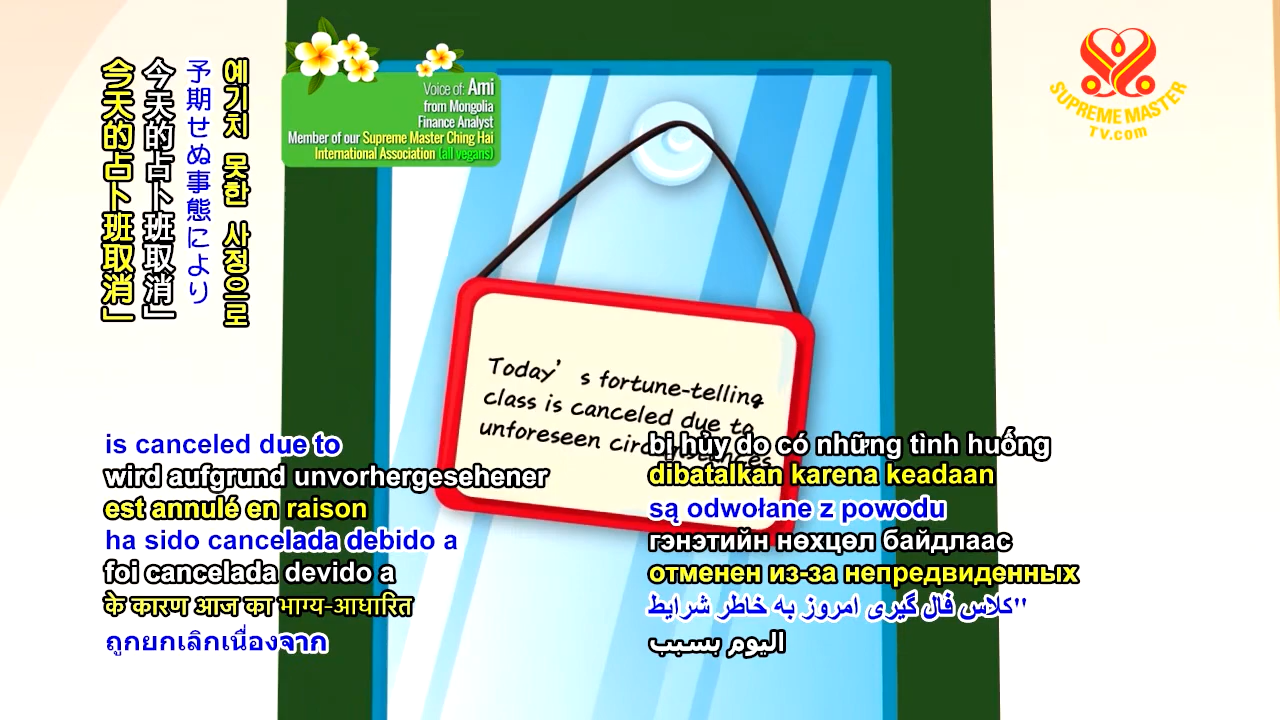 예기치 못한 사정으로
予期せぬ事態により
今天的占卜班取消」
今天的占卜班取消」
Voice of: Ami
from Mongolia
Finance Analyst
Member of our Supreme Master Ching Hai
International Association (all vegans)
SUPREME MASTER
TV.com
Today's fortune-telling
class is canceled due to
unforeseen circumstances
is canceled due to
wird aufgrund unvorhergesehener
est annulé en raison
ha sido cancelada debido a
foi cancelada devido a
के कारण आज का भाग्य-आधारित
ถูกยกเลิกเนื่องจาก
bị hủy do có những tình huống
dibatalkan karena keadaan
są odwołane z powodu
гэнэтийн нөхцөл байдлаас
отменен из-за непредвиденных
"کلاس فال گیری امروز به خاطر شرایط
اليوم بسبب